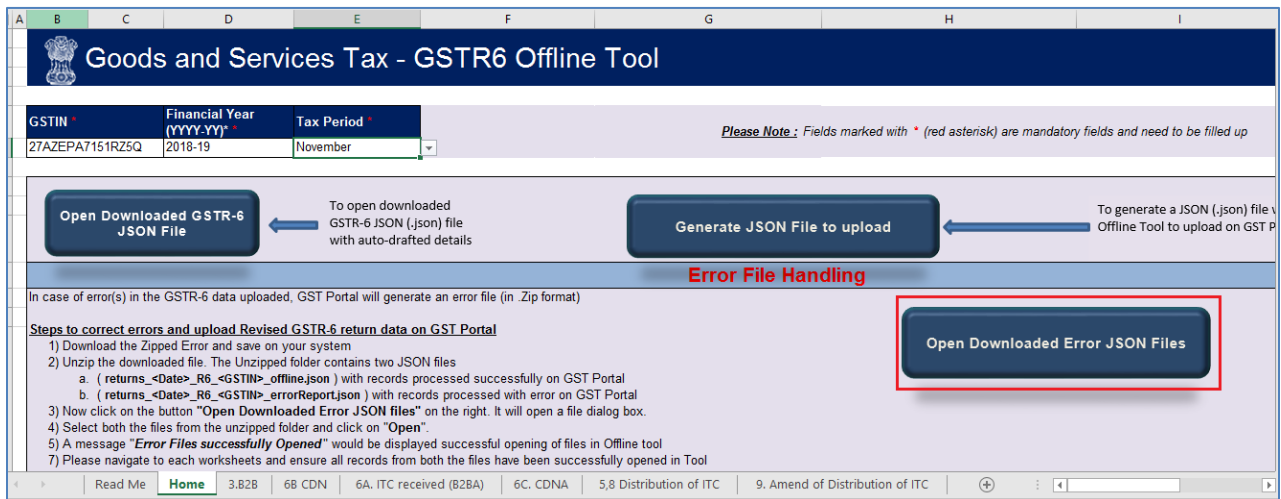 A B C D E F G H I
Goods and Services Tax - GSTR6 Offline Tool
GSTIN * Financial Year (YYYY-YY)* * Tax Period *
Please Note : Fields marked with * (red asterisk) are mandatory fields and need to be filled up
27AZEPA7151RZ5Q 2018-19 November
Open Downloaded GSTR-6
JSON File
To open downloaded
GSTR-6 JSON (.json) file
with auto-drafted details
Generate JSON File to upload
To generate a JSON (.json) file
Offline Tool to upload on GST P
Error File Handling
In case of error(s) in the GSTR-6 data uploaded, GST Portal will generate an error file (in .Zip format)
Open Downloaded Error JSON Files
Steps to correct errors and upload Revised GSTR-6 return data on GST Portal
1) Download the Zipped Error and save on your system
2) Unzip the downloaded file. The Unzipped folder contains two JSON files
a. ( returns_<Date>_R6_<GSTIN>_offline.json ) with records processed successfully on GST Portal
b. ( returns_<Date>_R6_<GSTIN>_errorReport.json ) with records processed with error on GST Portal
3) Now click on the button "Open Downloaded Error JSON files" on the right. It will open a file dialog box.
4) Select both the files from the unzipped folder and click on "Open".
5) A message "Error Files successfully Opened" would be displayed successful opening of files in Offline tool
7) Please navigate to each worksheets and ensure all records from both the files have been successfully opened in Tool
Read Me Home 3.B2B 6B CDN 6A. ITC received (B2BA) 6C. CDNA 5,8 Distribution of ITC 9. Amend of Distribution of ITC